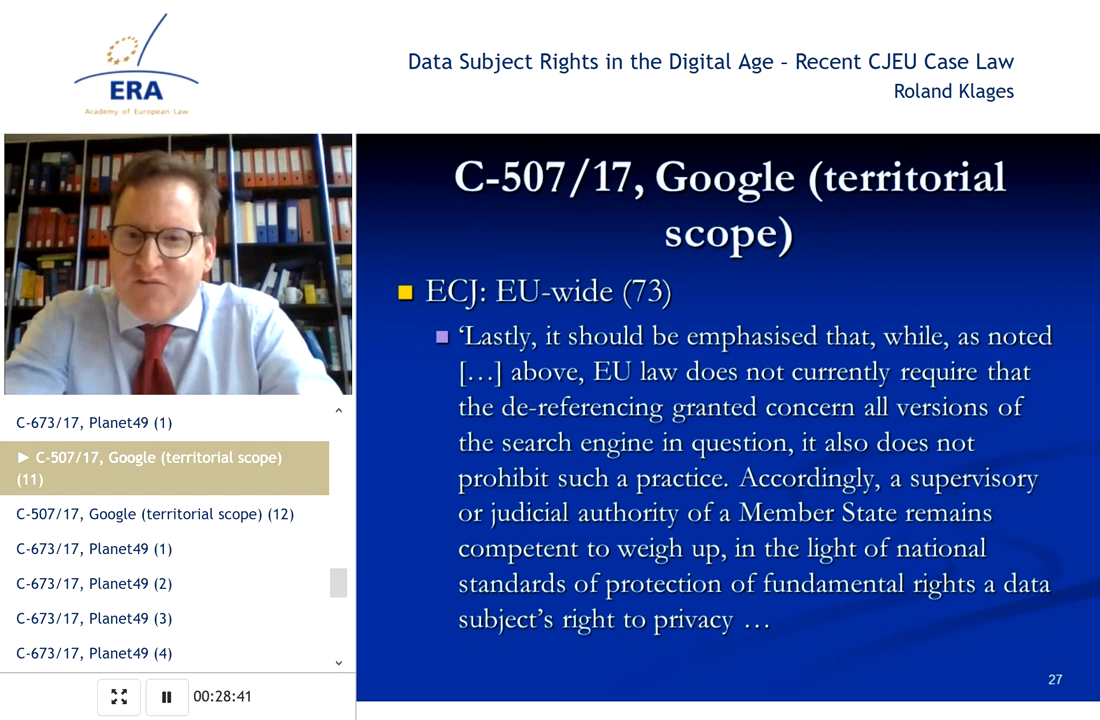 ERA
Academy of European Law
Data Subject Rights in the Digital Age - Recent CJEU Case Law
Roland Klages
C-507/17, Google (territorial
scope)
ECJ: EU-wide (73)
‘Lastly, it should be emphasised that, while, as noted
[…] above, EU law does not currently require that
the de-referencing granted concern all versions of
the search engine in question, it also does not
prohibit such a practice. Accordingly, a supervisory
or judicial authority of a Member State remains
competent to weigh up, in the light of national
standards of protection of fundamental rights a data
subject’s right to privacy …
27
C-673/17, Planet49 (1)
► C-507/17, Google (territorial scope)
(11)
C-507/17, Google (territorial scope) (12)
C-673/17, Planet49 (1)
C-673/17, Planet49 (2)
C-673/17, Planet49 (3)
C-673/17, Planet49 (4)
00:28:41